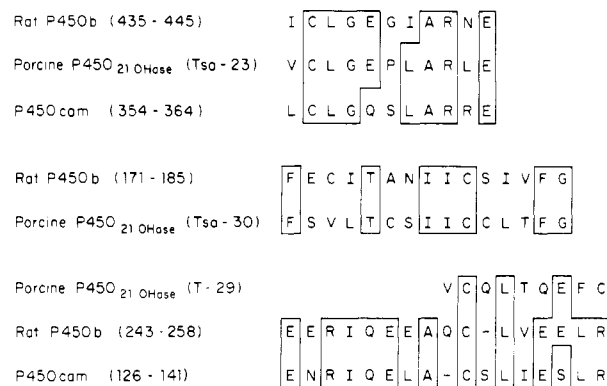 Rat P450b (435 - 445) I C L G E G I A R N E
Porcine P450 21 OHase (Tsa - 23) V C L G E P L A R L E
P450cam (354 - 364) L C L G Q S L A R R E
Rat P450b (171 - 185) F E C I T A N I I C S I V F G
Porcine P450 21 OHase (Tsa - 30) F S V L T C S I I C C L T F G
Porcine P450 21 OHase (T - 29) V C Q L T Q E F C
Rat P450b (243 - 258) E E R I Q E E A Q C - L V E E L R
P450cam (126 - 141) E N R I Q E L A - C S L I E S L R